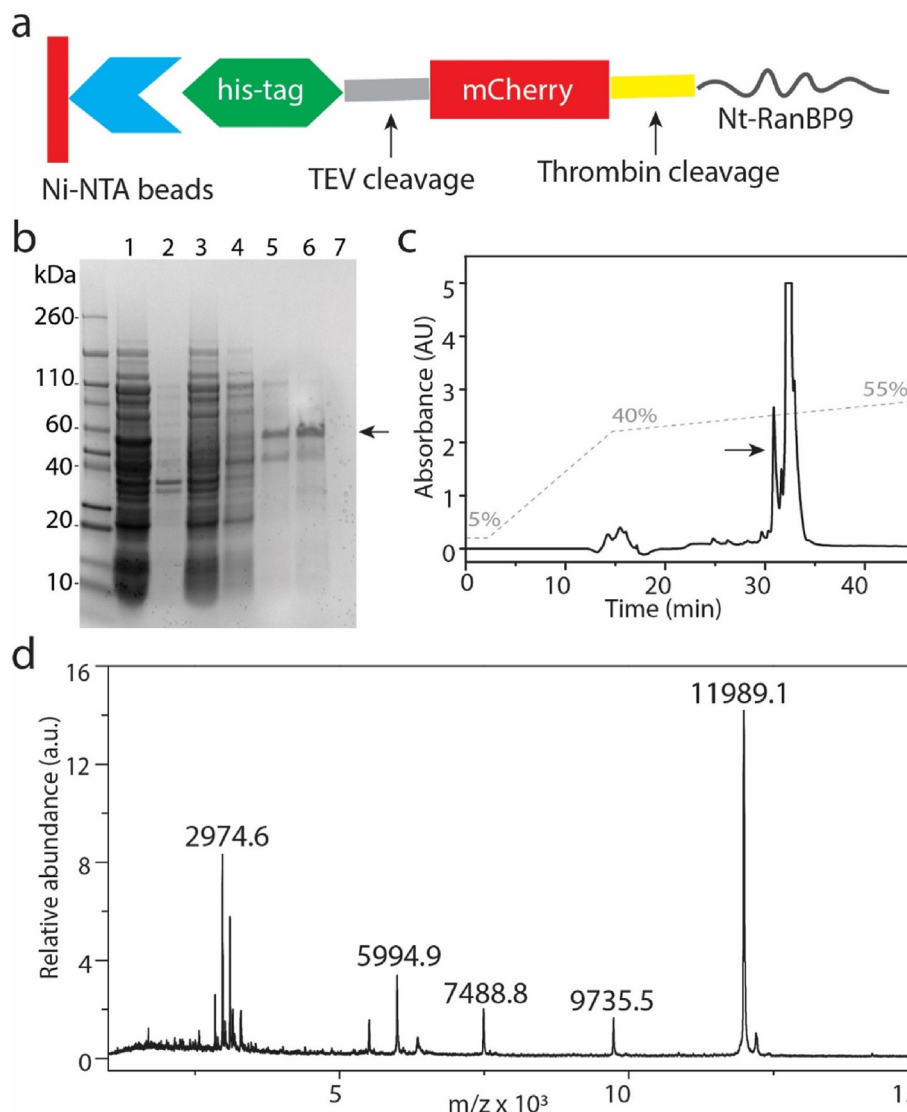 a
his-tag
mCherry
Nt-RanBP9
Ni-NTA beads
TEV cleavage
Thrombin cleavage
b
1 2 3 4 5 6 7
kDa
260-
110-
60-
40-
20-
10-
c
5
4
3
2
1
0
Absorbance (AU)
5%
40%
55%
0 10 20 30 40
Time (min)
d
16
12
8
4
0
Relative abundance (a.u.)
2974.6
5994.9
7488.8
9735.5
11989.1
5 10
m/z x 10³